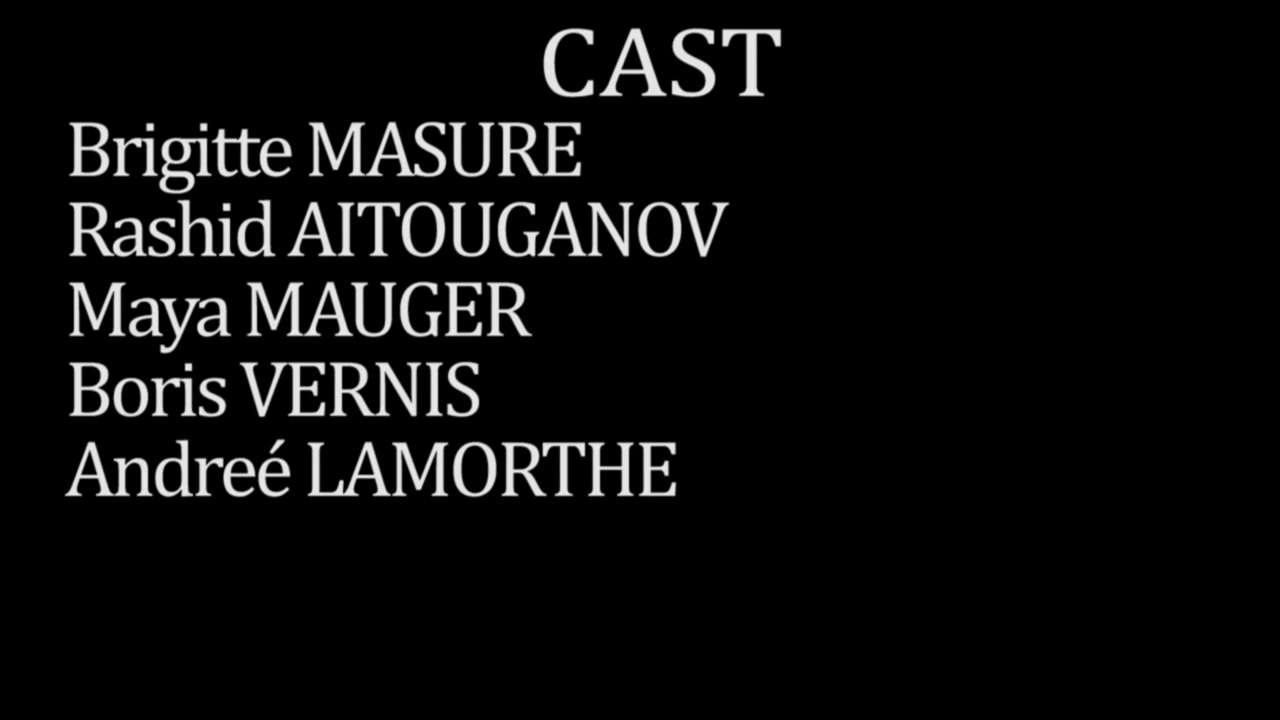 CAST
Brigitte MASURE
Rashid AITOUGANOV
Maya MAUGER
Boris VERNIS
Andreé LAMORTHE